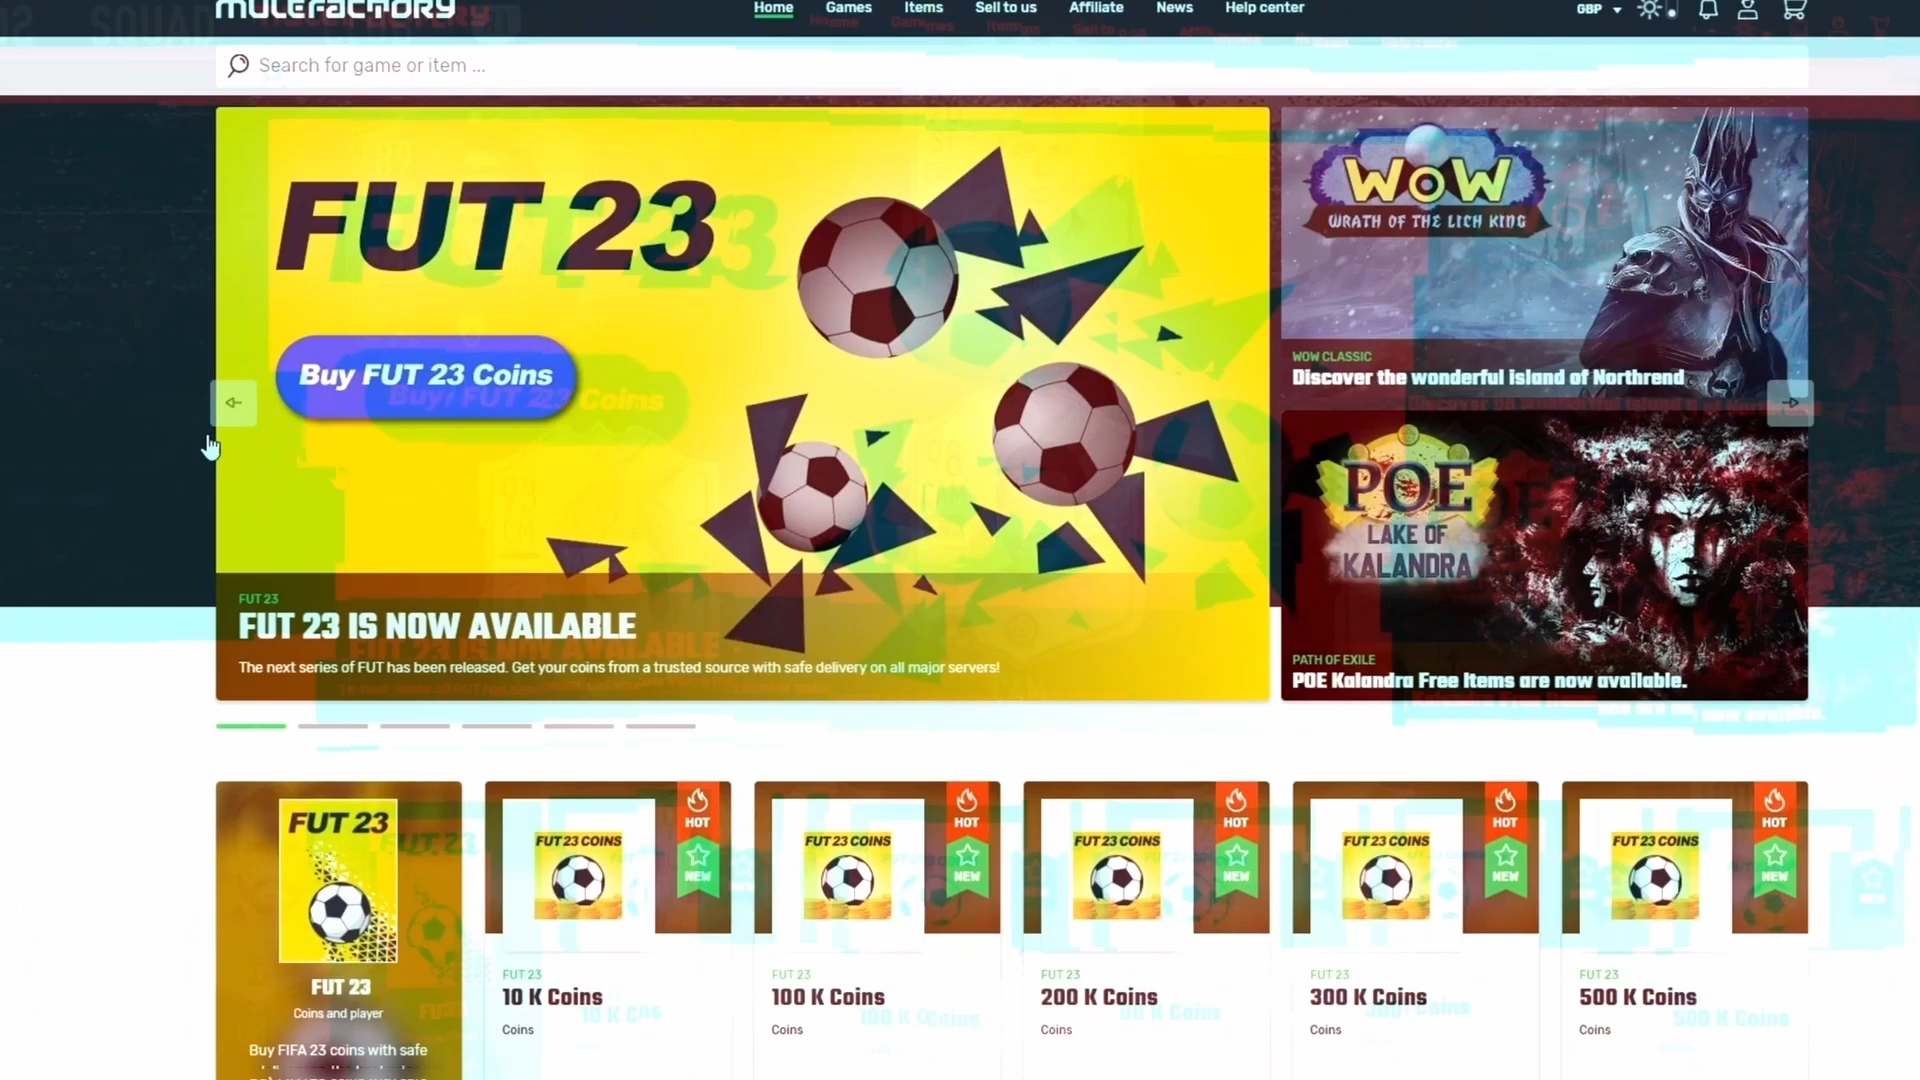 MULEFACTORY
Home Games Items Sell to us Affiliate News Help center
GBP
Search for game or item ...
FUT 23
Buy FUT 23 Coins
FUT 23
FUT 23 IS NOW AVAILABLE
The next series of FUT has been released. Get your coins from a trusted source with safe delivery on all major servers!
WOW
WRATH OF THE LICH KING
WOW CLASSIC
Discover the wonderful island of Northrend
POE
LAKE OF
KALANDRA
PATH OF EXILE
POE Kalandra Free Items are now available.
FUT 23
FUT 23
Coins and player
Buy FIFA 23 coins with safe
HOT
NEW
FUT 23 COINS
FUT 23
10 K Coins
Coins
HOT
NEW
FUT 23 COINS
FUT 23
100 K Coins
Coins
HOT
NEW
FUT 23 COINS
FUT 23
200 K Coins
Coins
HOT
NEW
FUT 23 COINS
FUT 23
300 K Coins
Coins
HOT
NEW
FUT 23 COINS
FUT 23
500 K Coins
Coins